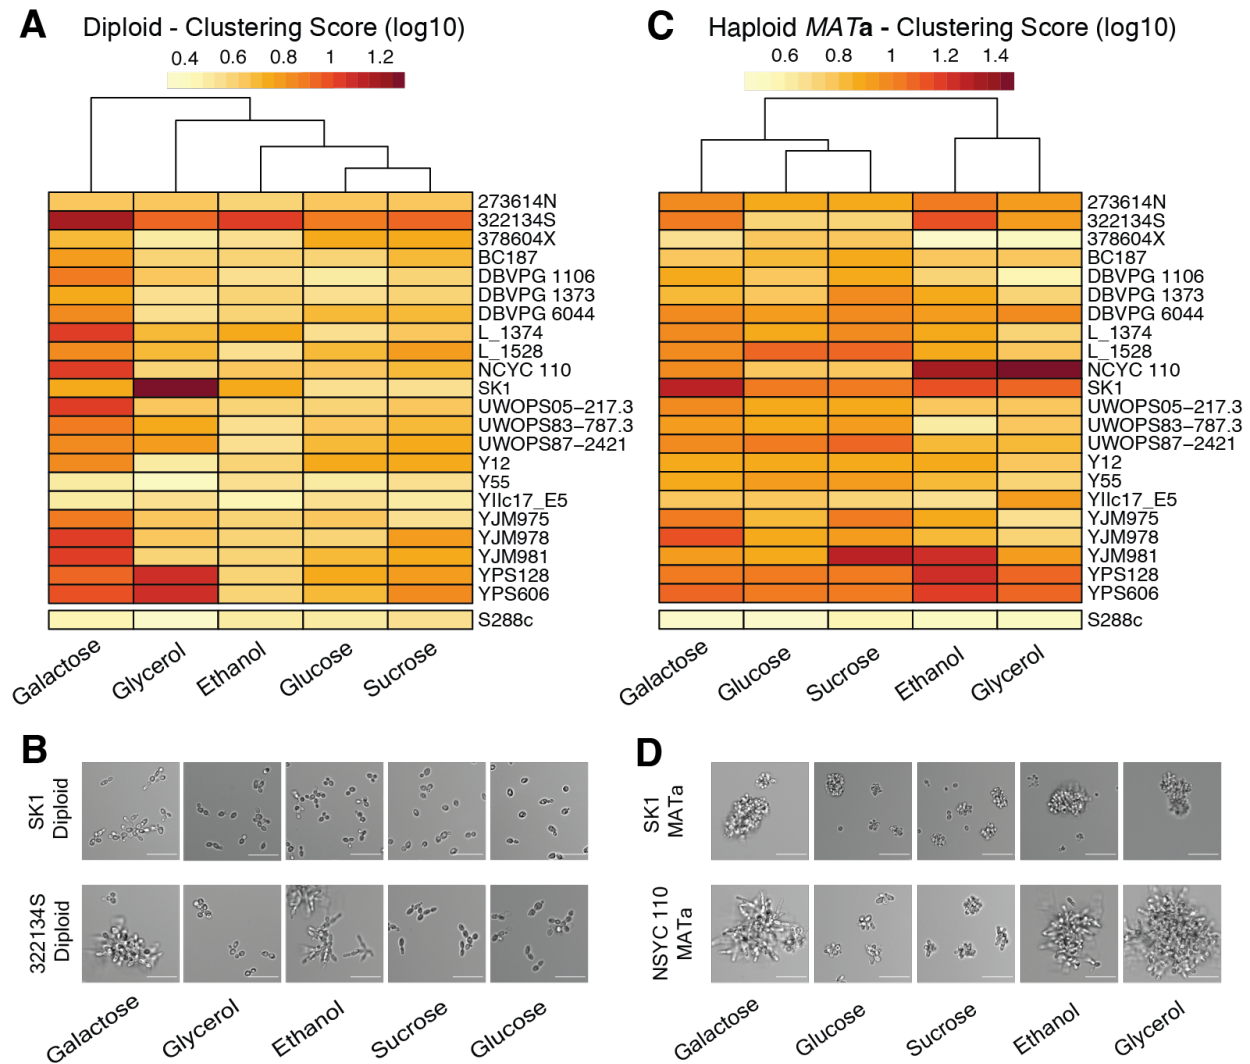 A
Diploid - Clustering Score (log10)
0.4 0.6 0.8 1 1.2
273614N
322134S
378604X
BC187
DBVPG 1106
DBVPG 1373
DBVPG 6044
L_1374
L_1528
NCYC 110
SK1
UWOPS05−217.3
UWOPS83−787.3
UWOPS87−2421
Y12
Y55
YIIc17_E5
YJM975
YJM978
YJM981
YPS128
YPS606
S288c
Galactose
Glycerol
Ethanol
Glucose
Sucrose
C
Haploid MATa - Clustering Score (log10)
0.6 0.8 1 1.2 1.4
273614N
322134S
378604X
BC187
DBVPG 1106
DBVPG 1373
DBVPG 6044
L_1374
L_1528
NCYC 110
SK1
UWOPS05−217.3
UWOPS83−787.3
UWOPS87−2421
Y12
Y55
YIIc17_E5
YJM975
YJM978
YJM981
YPS128
YPS606
S288c
Galactose
Glucose
Sucrose
Ethanol
Glycerol
B
SK1
Diploid
322134S
Diploid
Galactose
Glycerol
Ethanol
Sucrose
Glucose
D
SK1
MATa
NSYC 110
MATa
Galactose
Glucose
Sucrose
Ethanol
Glycerol